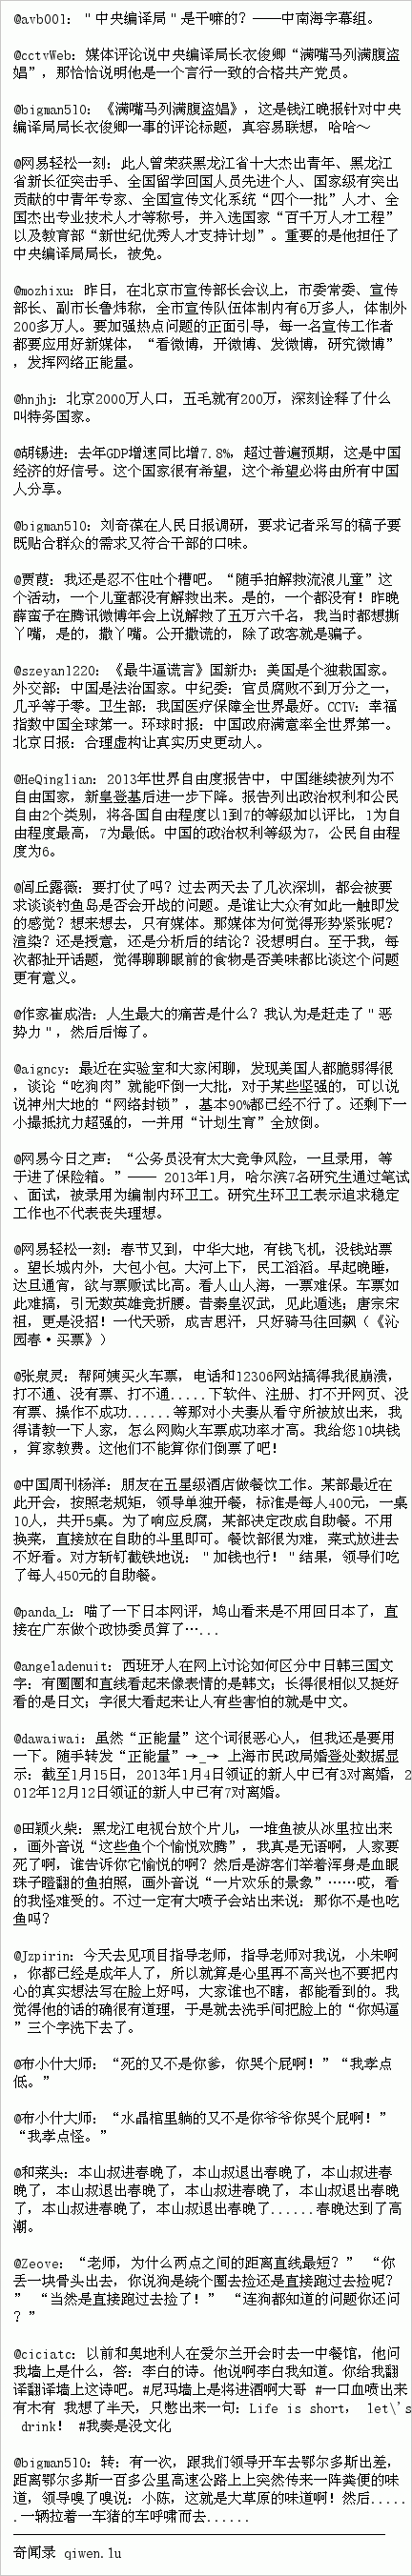 @avb001: "中央编译局"是干嘛的？——中南海字幕组。
@cctvWeb: 媒体评论说中央编译局长衣俊卿“满嘴马列满腹盗
娼”, 那恰恰说明他是一个言行一致的合格共产党员。
@bigman510: 《满嘴马列满腹盗娼》, 这是钱江晚报针对中央
编译局局长衣俊卿一事的评论标题, 真容易联想, 哈哈～
@网易轻松一刻: 此人曾荣获黑龙江省十大杰出青年、黑龙江
省新长征突击手、全国留学回国人员先进个人、国家级有突出
贡献的中青年专家、全国宣传文化系统“四个一批”人才、全
国杰出专业技术人才等称号, 并入选国家“百千万人才工程”
以及教育部“新世纪优秀人才支持计划”。重要的是他担任了
中央编译局局长, 被免。
@mozhixu: 昨日, 在北京市宣传部长会议上, 市委常委、宣传
部长、副市长鲁炜称, 全市宣传队伍体制内有6万多人, 体制外
200多万人。要加强热点问题的正面引导, 每一名宣传工作者
都要应用好新媒体, “看微博, 开微博、发微博, 研究微博”
, 发挥网络正能量。
@hnjhj: 北京2000万人口, 五毛就有200万, 深刻诠释了什么
叫特务国家。
@胡锡进: 去年GDP增速同比增7.8%, 超过普遍预期, 这是中国
经济的好信号。这个国家很有希望, 这个希望必将由所有中国
人分享。
@bigman510: 刘奇葆在人民日报调研, 要求记者采写的稿子要
既贴合群众的需求又符合干部的口味。
@贾葭: 我还是忍不住吐个槽吧。“随手拍解救流浪儿童”这
个活动, 一个儿童都没有解救出来。是的, 一个都没有! 昨晚
薛蛮子在腾讯微博年会上说解救了五万六千名, 我当时都想撕
丫嘴, 是的, 撒丫嘴。公开撒谎的, 除了政客就是骗子。
@szeyan1220: 《最牛逼谎言》国新办: 美国是个独裁国家。
外交部: 中国是法治国家。中纪委: 官员腐败不到万分之一,
几乎等于零。卫生部: 我国医疗保障全世界最好。CCTV: 幸福
指数中国全球第一。环球时报: 中国政府满意率全世界第一。
北京日报: 合理虚构让真实历史更动人。
@HeQinglian: 2013年世界自由度报告中, 中国继续被列为不
自由国家, 新皇登基后进一步下降。报告列出政治权利和公民
自由2个类别, 将各国自由程度以1到7的等级加以评比, 1为自
由程度最高, 7为最低。中国的政治权利等级为7, 公民自由程
度为6。
@闾丘露薇: 要打仗了吗? 过去两天去了几次深圳, 都会被要
求谈谈钓鱼岛是否会开战的问题。是谁让大众有如此一触即发
的感觉? 想来想去, 只有媒体。那媒体为何觉得形势紧张呢?
渲染? 还是授意, 还是分析后的结论? 没想明白。至于我, 每
次都扯开话题, 觉得聊聊眼前的食物是否美味都比谈这个问题
更有意义。
@作家崔成浩: 人生最大的痛苦是什么? 我认为是赶走了"恶
势力", 然后后悔了。
@aigncy: 最近在实验室和大家闲聊, 发现美国人都脆弱得很
, 谈论“吃狗肉”就能吓倒一大批, 对于某些坚强的, 可以说
说神州大地的“网络封锁”, 基本90%都已经不行了。还剩下一
小撮抵抗力超强的, 一并用“计划生育”全放倒。
@网易今日之声: “公务员没有太大竞争风险, 一旦录用, 等
于进了保险箱。”—— 2013年1月, 哈尔滨7名研究生通过笔试
、面试, 被录用为编制内环卫工。研究生环卫工表示追求稳定
工作也不代表丧失理想。
@网易轻松一刻: 春节又到, 中华大地, 有钱飞机, 没钱站票
。望长城内外, 大包小包。大河上下, 民工滔滔。早起晚睡,
达旦通宵, 欲与票贩试比高。看人山人海, 一票难保。车票如
此难搞, 引无数英雄竞折腰。昔秦皇汉武, 见此遁逃; 唐宗宋
祖, 更是没招! 一代天骄, 成吉思汗, 只好骑马往回飙（《沁
园春·买票》）
@张泉灵: 帮阿姨买火车票, 电话和12306网站搞得我很崩溃,
打不通、没有票、打不通.....下软件、注册、打不开网页、没
有票、操作不成功......等那对小夫妻从看守所被放出来, 我
得请教一下人家, 怎么网购火车票成功率才高。我给您10块钱
, 算家教费。这他们不能算你们倒票了吧!
@中国周刊杨洋: 朋友在五星级酒店做餐饮工作。某部最近在
此开会, 按照老规矩, 领导单独开餐, 标准是每人400元, 一桌
10人, 共开5桌。为了响应反腐, 某部决定改成自助餐。不用
换菜, 直接放在自助的斗里即可。餐饮部很为难, 菜式放进去
不好看。对方斩钉截铁地说: "加钱也行! "结果, 领导们吃
了每人450元的自助餐。
@panda_L: 喵了一下日本网评, 鸠山看来是不用回日本了, 直
接在广东做个政协委员算了…...
@angeladenuit: 西班牙人在网上讨论如何区分中日韩三国文
字: 有圈圈和直线看起来像表情的是韩文; 长得很相似又挺好
看的是日文; 字很大看起来让人有些害怕的就是中文。
@dawaiwai: 虽然“正能量”这个词很恶心人, 但我还是要用
一下。随手转发“正能量”→_→ 上海市民政局婚登处数据显
示: 截至1月15日, 2013年1月4日领证的新人中已有3对离婚, 2
012年12月12日领证的新人中已有7对离婚。
@田颖火柴: 黑龙江电视台放个片儿, 一堆鱼被从冰里拉出来
, 画外音说“这些鱼个个愉悦欢腾”, 我真是无语啊, 人家要
死了啊, 谁告诉你它愉悦的啊? 然后是游客们举着浑身是血眼
珠子瞪翻的鱼拍照, 画外音说“一片欢乐的景象”……哎, 看
的我怪难受的。不过一定有大喷子会站出来说: 那你不是也吃
鱼吗?
@Jzpirin: 今天去见项目指导老师, 指导老师对我说, 小朱啊
, 你都已经是成年人了, 所以就算是心里再不高兴也不要把内
心的真实想法写在脸上好吗, 大家谁也不瞎, 都能看到的。我
觉得他的话的确很有道理, 于是就去洗手间把脸上的“你妈逼
”三个字洗下去了。
@布小什大师: “死的又不是你爹, 你哭个屁啊! ”“我孝点
低。”
@布小什大师: “水晶棺里躺的又不是你爷爷你哭个屁啊! ”
“我孝点怪。”
@和菜头: 本山叔进春晚了, 本山叔退出春晚了, 本山叔进春
晚了, 本山叔退出春晚了, 本山叔进春晚了, 本山叔退出春晚
了, 本山叔进春晚了, 本山叔退出春晚了......春晚达到了高
潮。
@Zeove: “老师, 为什么两点之间的距离直线最短? ” “你
丢一块骨头出去, 你说狗是绕个圈去捡还是直接跑过去捡呢?
” “当然是直接跑过去捡了! ” “连狗都知道的问题你还问
? ”
@ciciatc: 以前和奥地利人在爱尔兰开会时去一中餐馆, 他问
我墙上是什么, 答: 李白的诗。他说啊李白我知道。你给我翻
译翻译墙上这诗吧。#尼玛墙上是将进酒啊大哥 #一口血喷出来
有木有 我想了半天, 只憋出来一句: Life is short, let\'s
drink! #我奏是没文化
@bigman510: 转: 有一次, 跟我们领导开车去鄂尔多斯出差,
距离鄂尔多斯一百多公里高速公路上上突然传来一阵粪便的味
道, 领导嗅了嗅说: 小陈, 这就是大草原的味道啊! 然后.....
.一辆拉着一车猪的车呼啸而去......
奇闻录 qiwen.lu